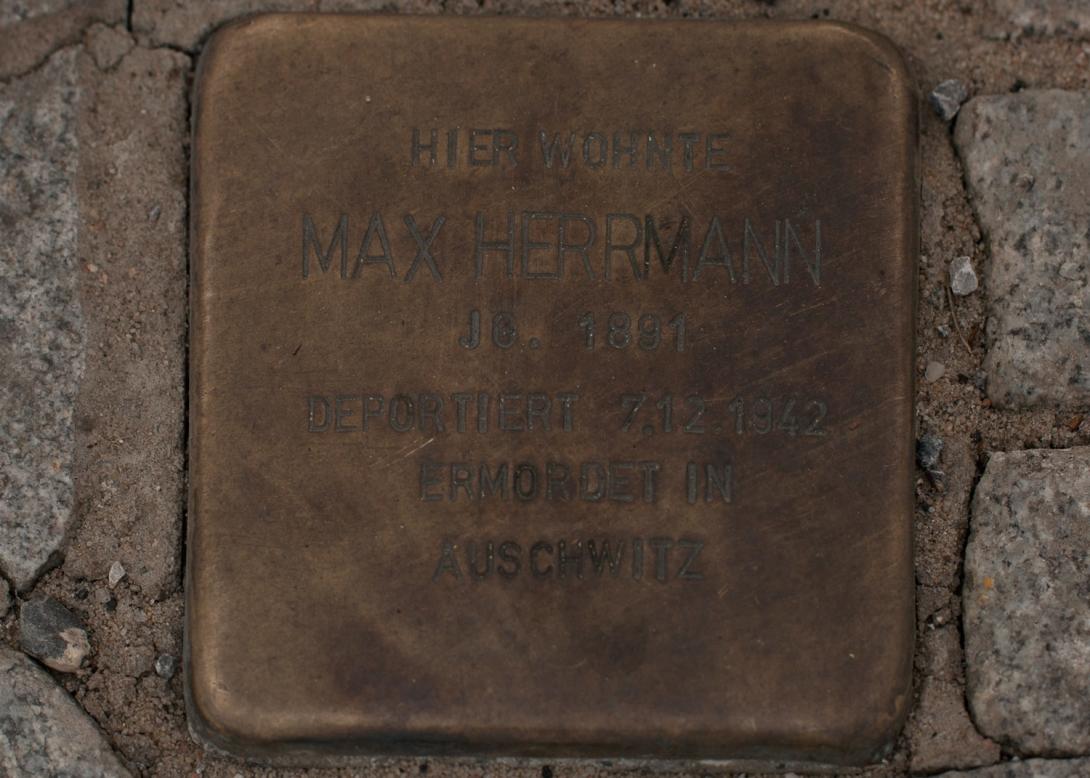 HIER WOHNTE
MAX HERRMANN
JG. 1891
DEPORTIERT 7.12.1942
ERMORDET IN
AUSCHWITZ